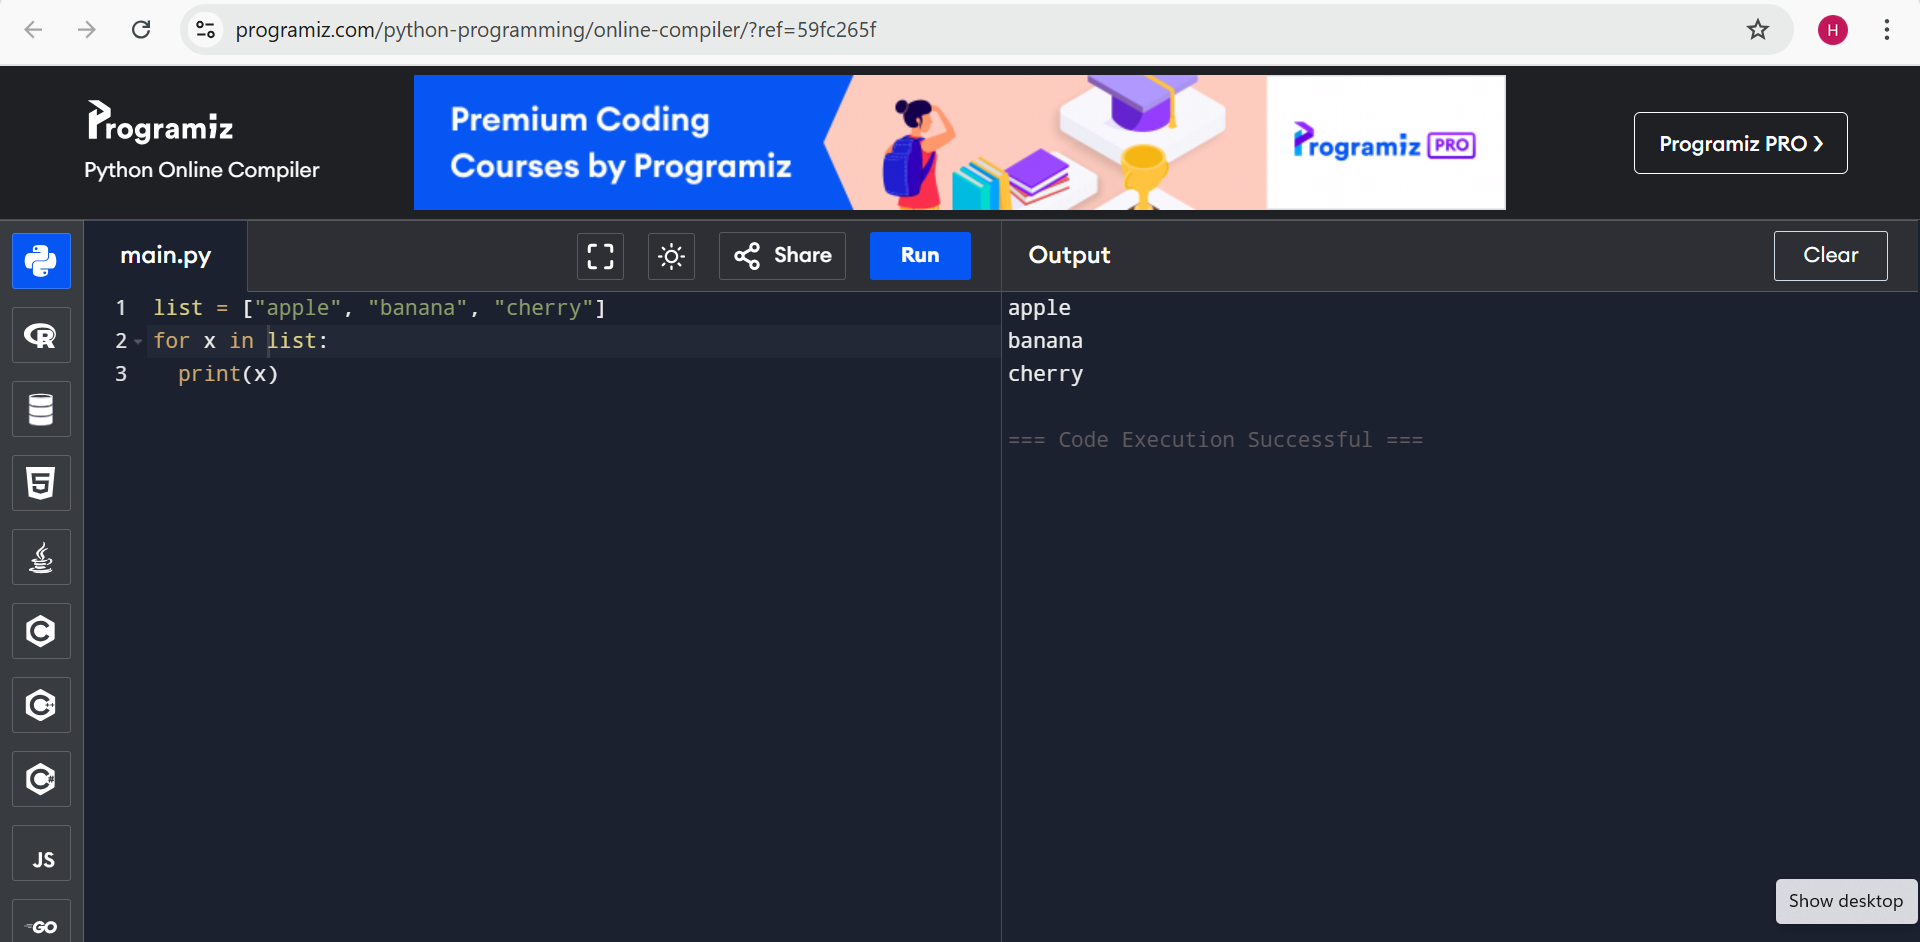 programiz.com/python-programming/online-compiler/?ref=59fc265f
H
Programiz
Python Online Compiler
Premium Coding
Courses by Programiz
Programiz PRO
Programiz PRO ❯
main.py
Share
Run
Output
Clear
1 list = ["apple", "banana", "cherry"]
2 for x in list:
3   print(x)
apple
banana
cherry
=== Code Execution Successful ===
R
5
C
C++
C#
JS
GO
Show desktop